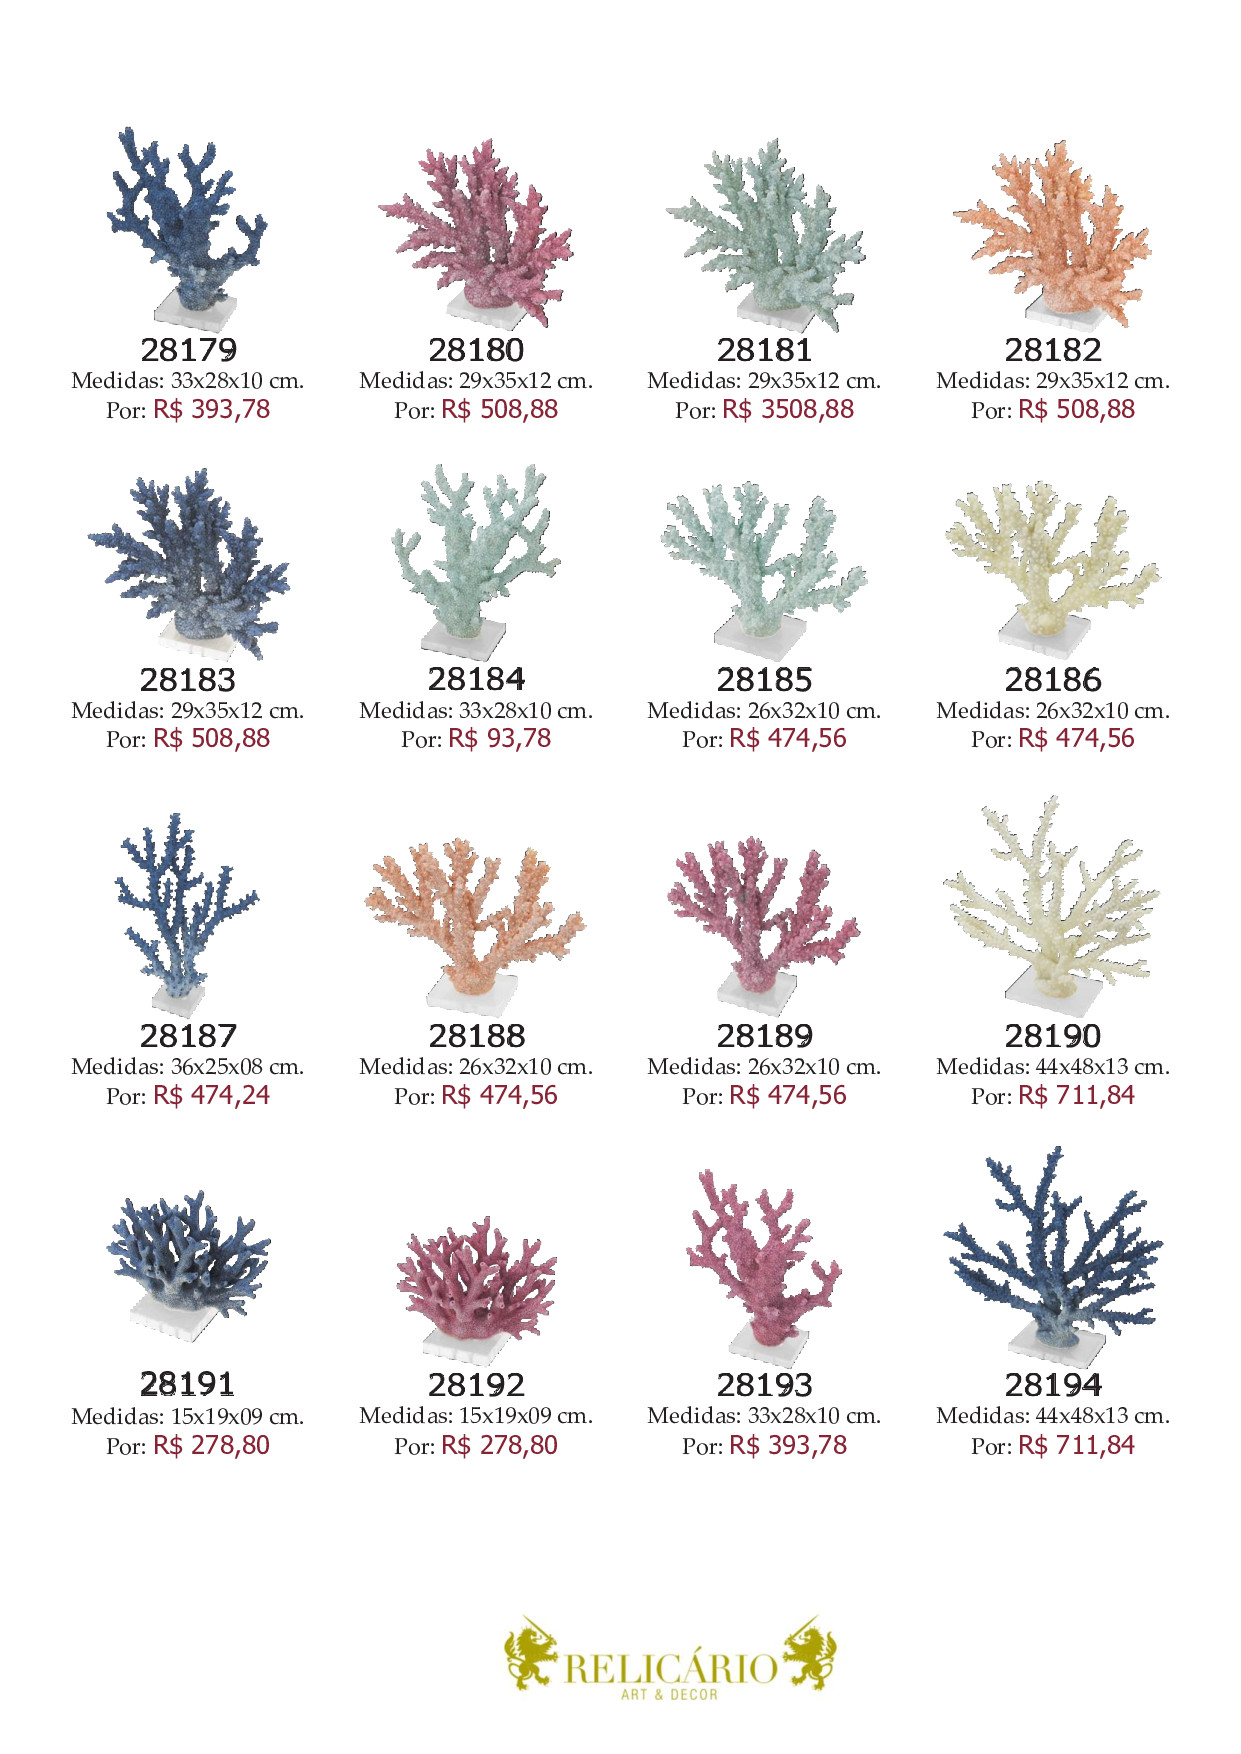 28179
Medidas: 33x28x10 cm.
Por: R$ 393,78
28180
Medidas: 29x35x12 cm.
Por: R$ 508,88
28181
Medidas: 29x35x12 cm.
Por: R$ 3508,88
28182
Medidas: 29x35x12 cm.
Por: R$ 508,88
28183
Medidas: 29x35x12 cm.
Por: R$ 508,88
28184
Medidas: 33x28x10 cm.
Por: R$ 93,78
28185
Medidas: 26x32x10 cm.
Por: R$ 474,56
28186
Medidas: 26x32x10 cm.
Por: R$ 474,56
28187
Medidas: 36x25x08 cm.
Por: R$ 474,24
28188
Medidas: 26x32x10 cm.
Por: R$ 474,56
28189
Medidas: 26x32x10 cm.
Por: R$ 474,56
28190
Medidas: 44x48x13 cm.
Por: R$ 711,84
28191
Medidas: 15x19x09 cm.
Por: R$ 278,80
28192
Medidas: 15x19x09 cm.
Por: R$ 278,80
28193
Medidas: 33x28x10 cm.
Por: R$ 393,78
28194
Medidas: 44x48x13 cm.
Por: R$ 711,84
RELICÁRIO
ART & DECOR